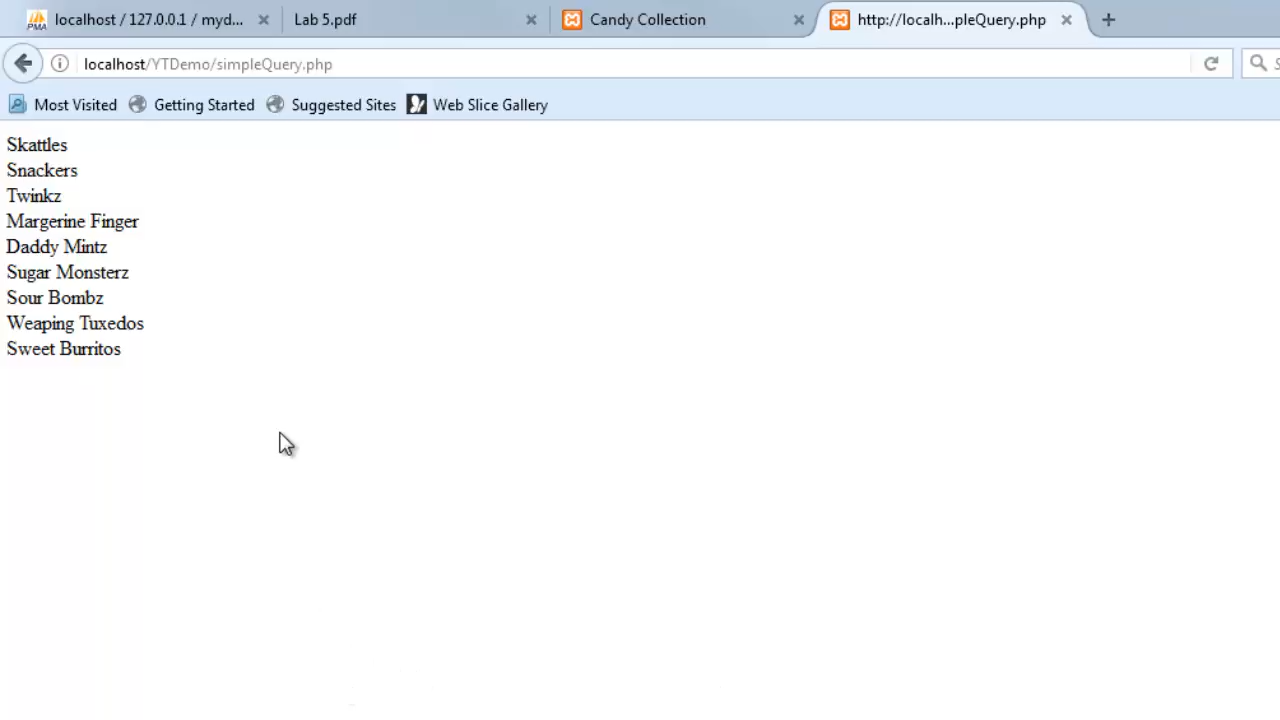 PMA localhost / 127.0.0.1 / myd... Lab 5.pdf Candy Collection http://localh...pleQuery.php
localhost/YTDemo/simpleQuery.php S
Most Visited Getting Started Suggested Sites Web Slice Gallery
Skattles
Snackers
Twinkz
Margerine Finger
Daddy Mintz
Sugar Monsterz
Sour Bombz
Weaping Tuxedos
Sweet Burritos